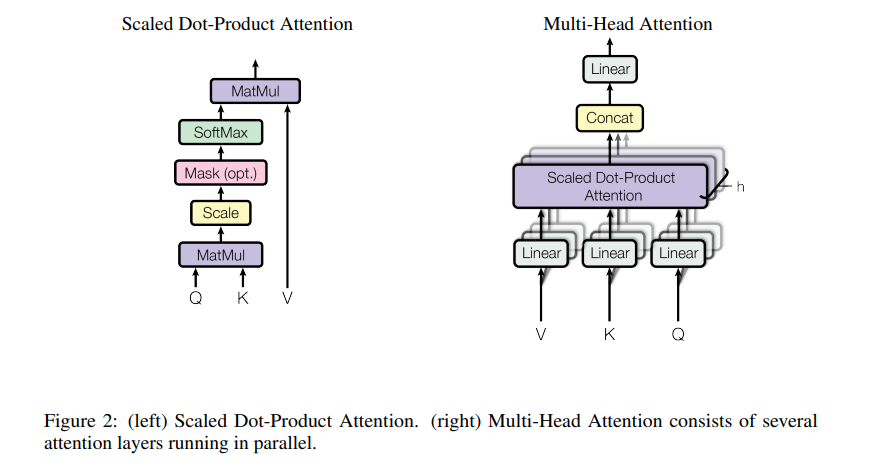 Scaled Dot-Product Attention
MatMul
SoftMax
Mask (opt.)
Scale
MatMul
Q K V
Multi-Head Attention
Linear
Concat
Scaled Dot-Product
Attention
h
Linear Linear Linear
V K Q
Figure 2: (left) Scaled Dot-Product Attention. (right) Multi-Head Attention consists of several
attention layers running in parallel.